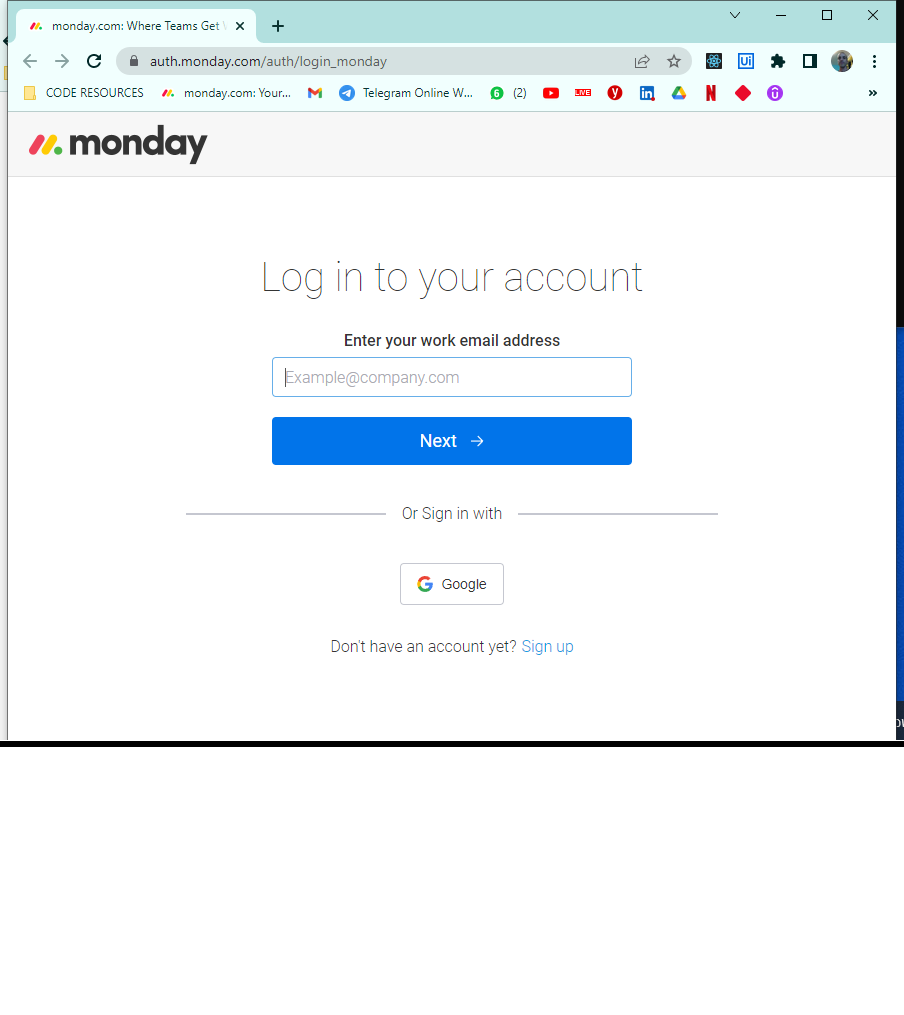 monday.com: Where Teams Get
auth.monday.com/auth/login_monday
Ui
CODE RESOURCES
monday.com: Your...
Telegram Online W...
6
(2)
LIVE
y
in
N
»
monday
Log in to your account
Enter your work email address
Example@company.com
Next →
Or Sign in with
Google
Don't have an account yet? Sign up